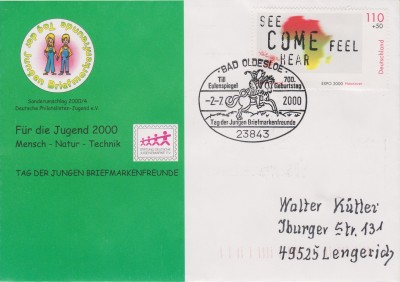 Tag der Jungen Briefmarkenfreunde
Sonderumschlag 2000/4
Deutsche Philatelisten-Jugend e.V.
Für die Jugend 2000
Mensch - Natur - Technik
TAG DER JUNGEN BRIEFMARKENFREUNDE
SEE
COME FEEL
HEAR
110
+50
Deutschland
EXPO 2000 Hannover
BAD OLDESLOE
Till 700.
Eulenspiegel Geburtstag
-2.-7. 2000
Tag der Jungen Briefmarkenfreunde
23843
Walter Kütler
Iburger Str. 131
49525 Lengerich